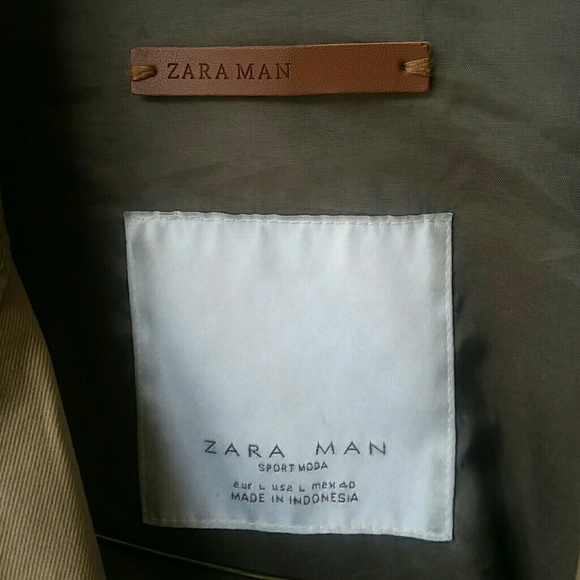 ZARA MAN
ZARA MAN
SPORT MODA
eur L usa L mex 40
MADE IN INDONESIA